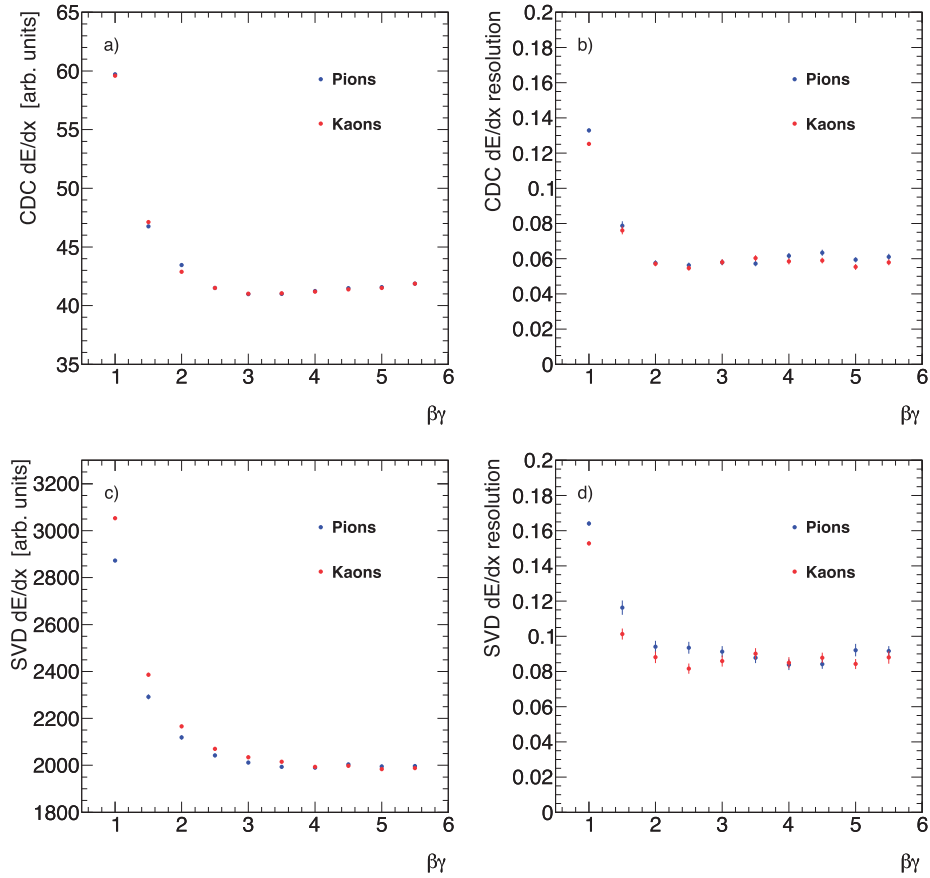 CDC dE/dx [arb. units]
a)
Pions
Kaons
65
60
55
50
45
40
35
1 2 3 4 5 6
βγ
CDC dE/dx resolution
b)
Pions
Kaons
0.2
0.18
0.16
0.14
0.12
0.1
0.08
0.06
0.04
0.02
0
1 2 3 4 5 6
βγ
SVD dE/dx [arb. units]
c)
Pions
Kaons
3200
3000
2800
2600
2400
2200
2000
1800
1 2 3 4 5 6
βγ
SVD dE/dx resolution
d)
Pions
Kaons
0.2
0.18
0.16
0.14
0.12
0.1
0.08
0.06
0.04
0.02
0
1 2 3 4 5 6
βγ